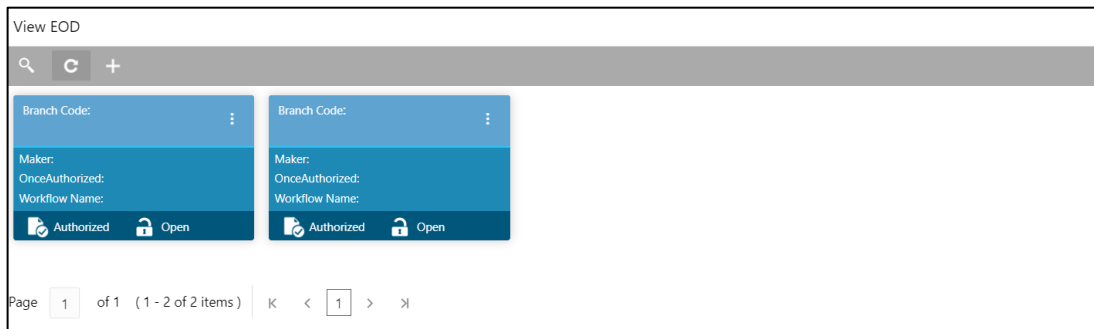 View EOD
Branch Code:
Maker:
OnceAuthorized:
Workflow Name:
Authorized Open
Branch Code:
Maker:
OnceAuthorized:
Workflow Name:
Authorized Open
Page 1 of 1 ( 1 - 2 of 2 items ) 1